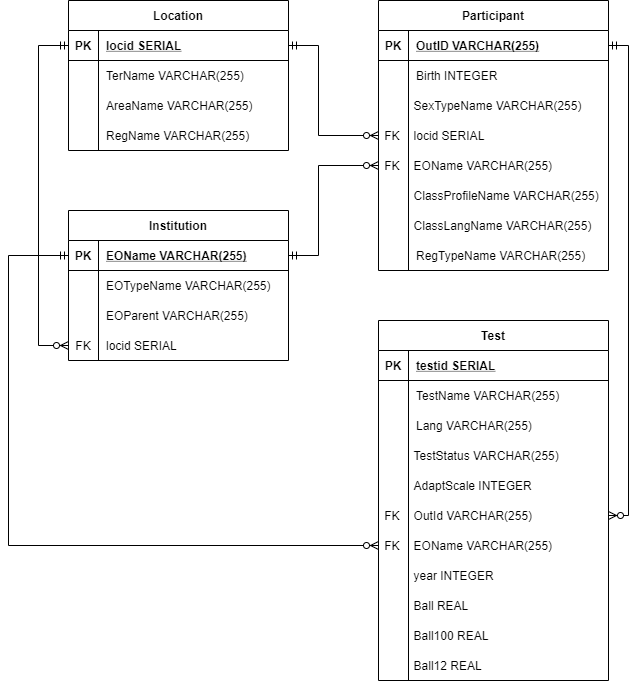 Location
PK locid SERIAL
TerName VARCHAR(255)
AreaName VARCHAR(255)
RegName VARCHAR(255)
Participant
PK OutID VARCHAR(255)
Birth INTEGER
SexTypeName VARCHAR(255)
FK locid SERIAL
FK EOName VARCHAR(255)
ClassProfileName VARCHAR(255)
ClassLangName VARCHAR(255)
RegTypeName VARCHAR(255)
Institution
PK EOName VARCHAR(255)
EOTypeName VARCHAR(255)
EOParent VARCHAR(255)
FK locid SERIAL
Test
PK testid SERIAL
TestName VARCHAR(255)
Lang VARCHAR(255)
TestStatus VARCHAR(255)
AdaptScale INTEGER
FK OutId VARCHAR(255)
FK EOName VARCHAR(255)
year INTEGER
Ball REAL
Ball100 REAL
Ball12 REAL